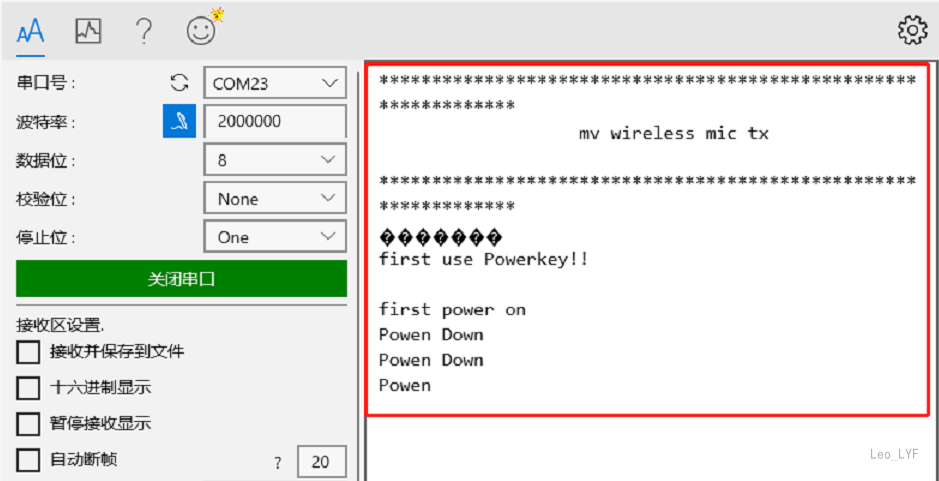 AA
串口号：
COM23
波特率：
2000000
数据位：
8
校验位：
None
停止位：
One
关闭串口
接收区设置.
接收并保存到文件
十六进制显示
暂停接收显示
自动断帧
?
20
***************************************************
*************
mv wireless mic tx
***************************************************
*************
�������
first use Powerkey!!
first power on
Powen Down
Powen Down
Powen
Leo_LYF